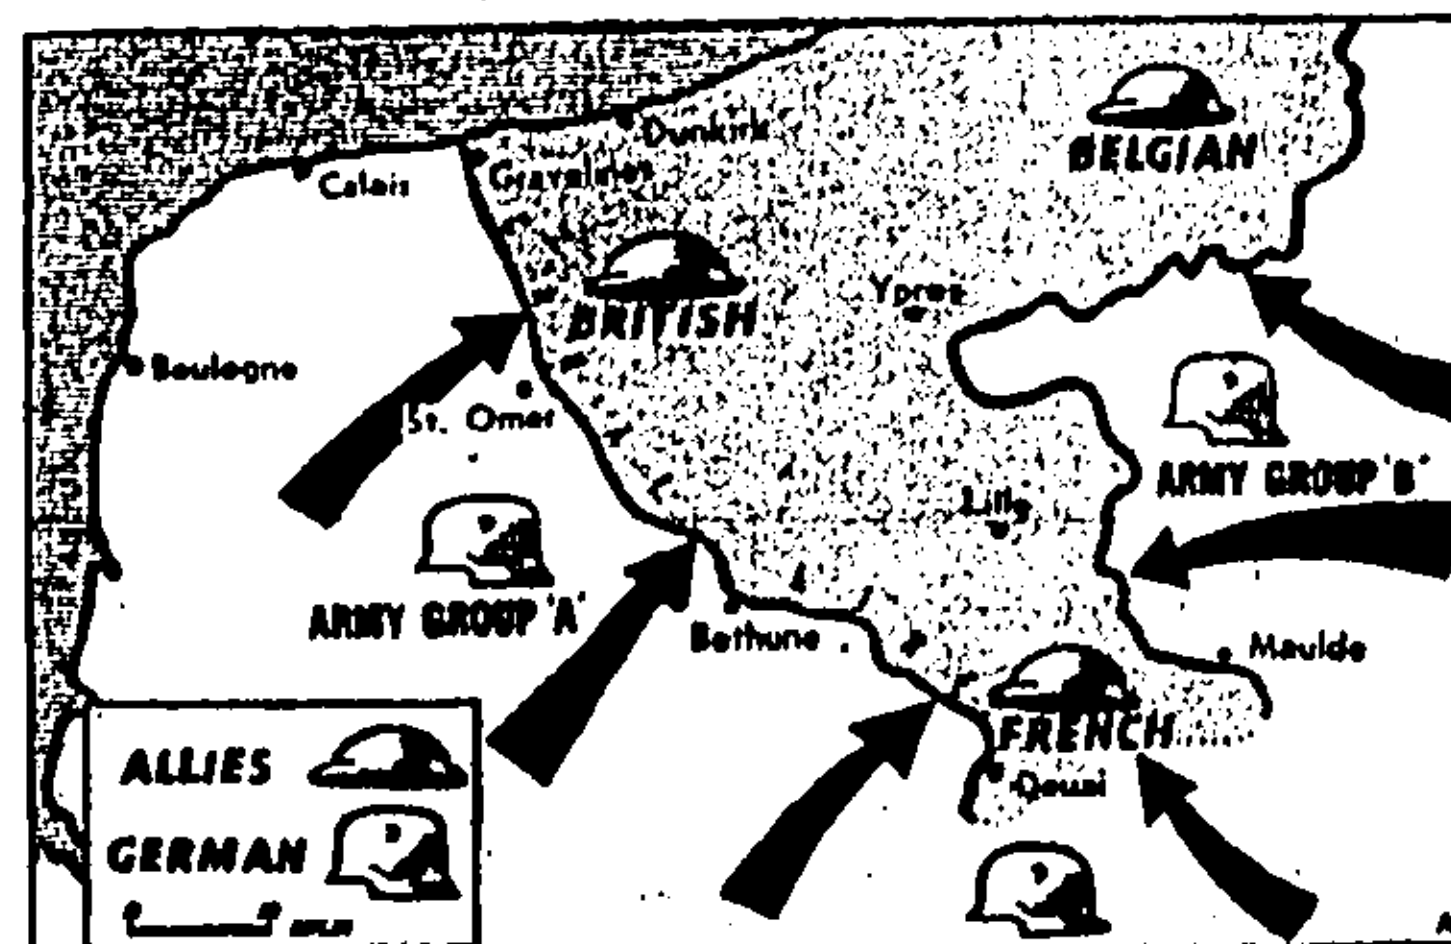 Dunkirk
Calais
Gravelines
BELGIAN
BRITISH
Ypres
Boulogne
St. Omer
ARMY GROUP 'B'
Lille
ARMY GROUP 'A'
Bethune
Maulde
FRENCH
Douai
ALLIES
GERMAN